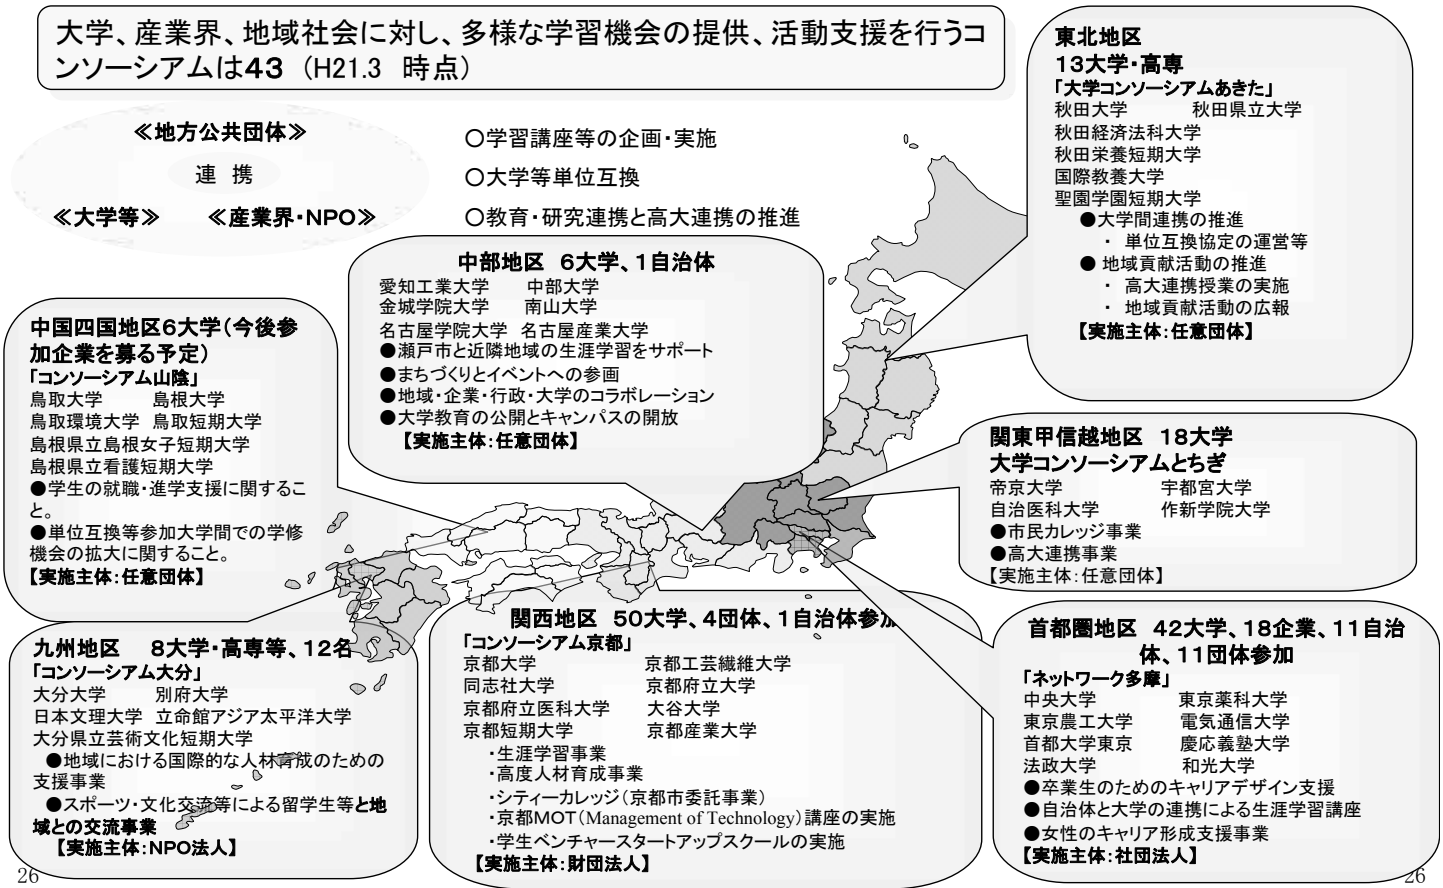 大学、産業界、地域社会に対し、多様な学習機会の提供、活動支援を行うコ
ンソーシアムは４３ （H21.3 時点）
≪地方公共団体≫
連 携
≪大学等≫ ≪産業界・NPO≫
○学習講座等の企画・実施
○大学等単位互換
○教育・研究連携と高大連携の推進
東北地区
１３大学・高専
「大学コンソーシアムあきた」
秋田大学 秋田県立大学
秋田経済法科大学
秋田栄養短期大学
国際教養大学
聖園学園短期大学
●大学間連携の推進
・ 単位互換協定の運営等
● 地域貢献活動の推進
・ 高大連携授業の実施
・ 地域貢献活動の広報
【実施主体：任意団体】
中部地区 ６大学、１自治体
愛知工業大学 中部大学
金城学院大学 南山大学
名古屋学院大学 名古屋産業大学
●瀬戸市と近隣地域の生涯学習をサポート
●まちづくりとイベントへの参画
●地域・企業・行政・大学のコラボレーション
●大学教育の公開とキャンパスの開放
【実施主体：任意団体】
中国四国地区６大学（今後参
加企業を募る予定）
「コンソーシアム山陰」
鳥取大学 島根大学
鳥取環境大学 鳥取短期大学
島根県立島根女子短期大学
島根県立看護短期大学
●学生の就職・進学支援に関するこ
と。
●単位互換等参加大学間での学修
機会の拡大に関すること。
【実施主体：任意団体】
関東甲信越地区 １８大学
大学コンソーシアムとちぎ
帝京大学 宇都宮大学
自治医科大学 作新学院大学
●市民カレッジ事業
●高大連携事業
【実施主体：任意団体】
九州地区 ８大学・高専等、１２名
「コンソーシアム大分」
大分大学 別府大学
日本文理大学 立命館アジア太平洋大学
大分県立芸術文化短期大学
●地域における国際的な人材育成のための
支援事業
●スポーツ・文化交流等による留学生等と地
域との交流事業
【実施主体：NPO法人】
関西地区 ５０大学、４団体、１自治体参加
「コンソーシアム京都」
京都大学 京都工芸繊維大学
同志社大学 京都府立大学
京都府立医科大学 大谷大学
京都短期大学 京都産業大学
・生涯学習事業
・高度人材育成事業
・シティーカレッジ（京都市委託事業）
・京都MOT（Management of Technology）講座の実施
・学生ベンチャースタートアップスクールの実施
【実施主体：財団法人】
首都圏地区 ４２大学、１８企業、１１自治
体、１１団体参加
「ネットワーク多摩」
中央大学 東京薬科大学
東京農工大学 電気通信大学
首都大学東京 慶応義塾大学
法政大学 和光大学
●卒業生のためのキャリアデザイン支援
●自治体と大学の連携による生涯学習講座
●女性のキャリア形成支援事業
【実施主体：社団法人】
26
26